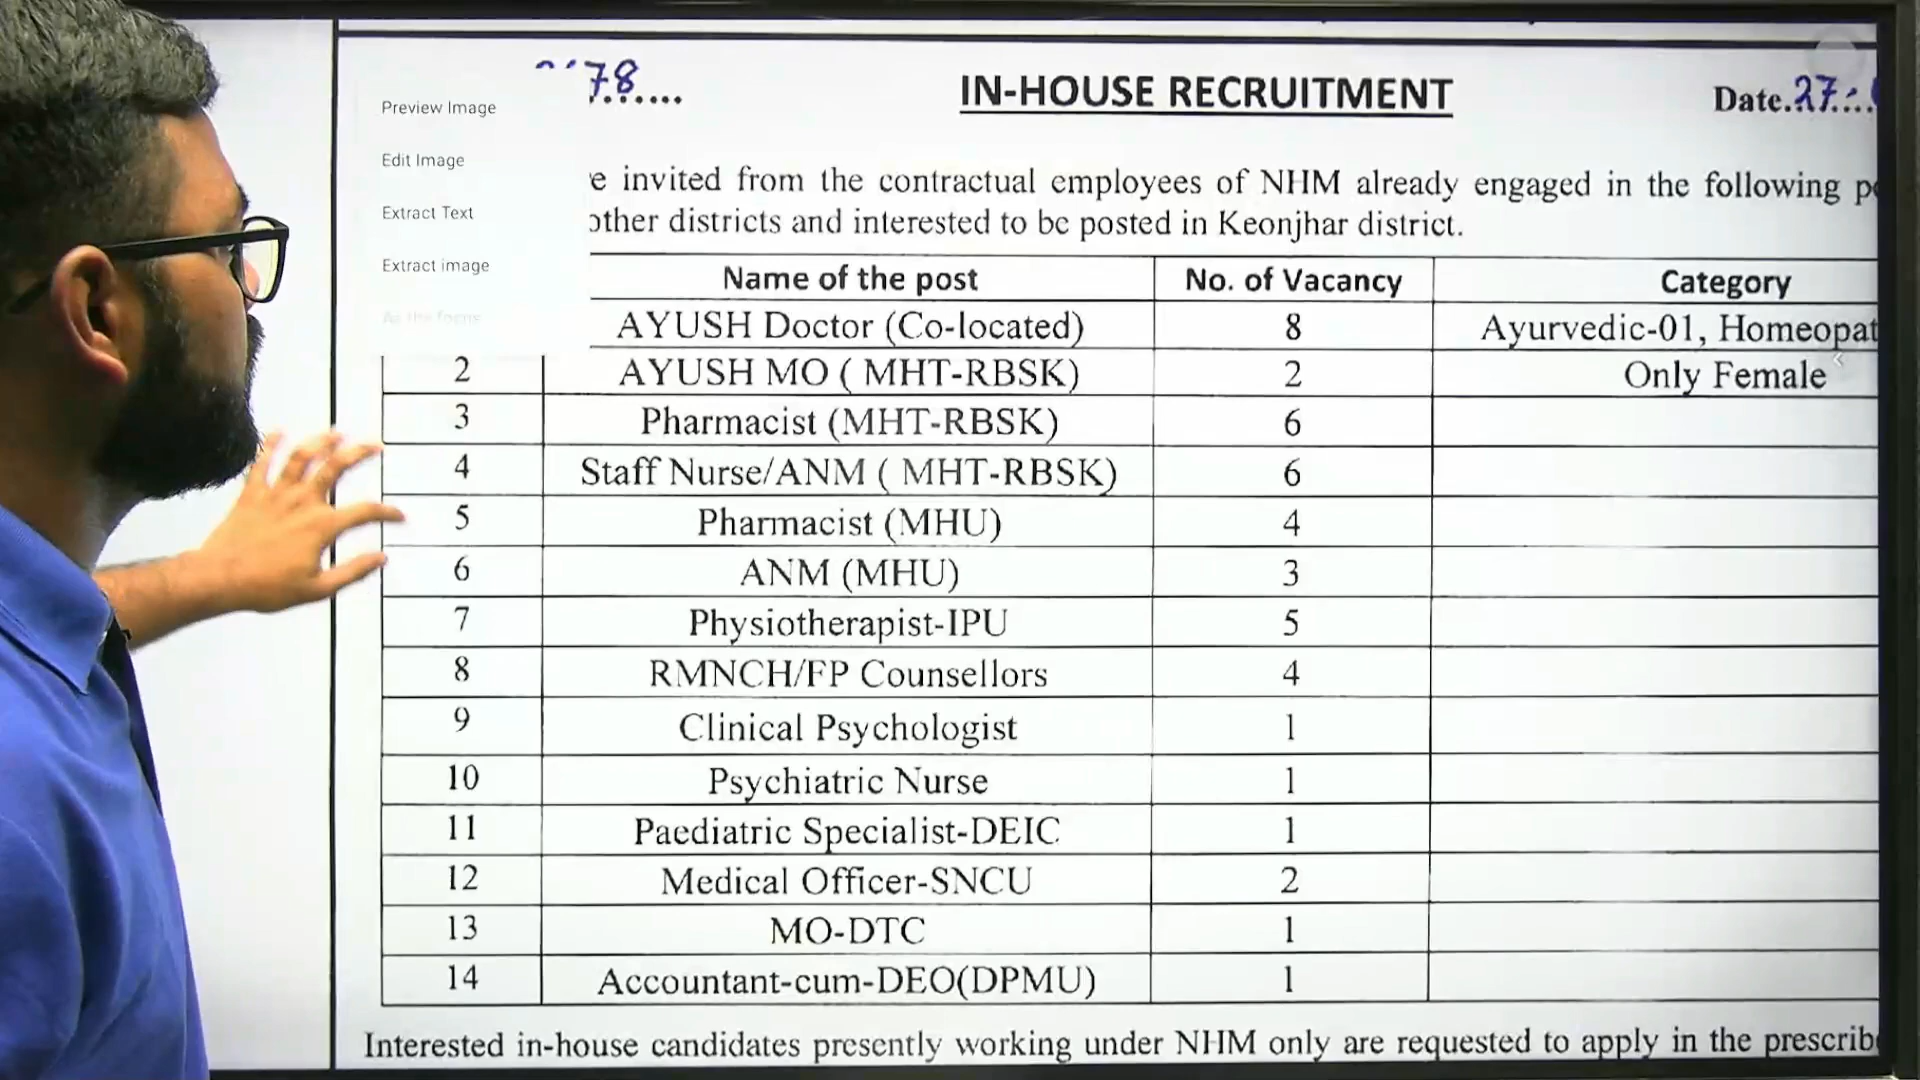 78......
IN-HOUSE RECRUITMENT
Date.27...
Preview Image
Edit Image
Extract Text
Extract image
As the focus
invited from the contractual employees of NHM already engaged in the following
other districts and interested to be posted in Keonjhar district.
Name of the post No. of Vacancy Category
AYUSH Doctor (Co-located) 8 Ayurvedic-01, Homeopat
2 AYUSH MO ( MHT-RBSK) 2 Only Female
3 Pharmacist (MHT-RBSK) 6
4 Staff Nurse/ANM ( MHT-RBSK) 6
5 Pharmacist (MHU) 4
6 ANM (MHU) 3
7 Physiotherapist-IPU 5
8 RMNCH/FP Counsellors 4
9 Clinical Psychologist 1
10 Psychiatric Nurse 1
11 Paediatric Specialist-DEIC 1
12 Medical Officer-SNCU 2
13 MO-DTC 1
14 Accountant-cum-DEO(DPMU) 1
Interested in-house candidates presently working under NHM only are requested to apply in the prescrib